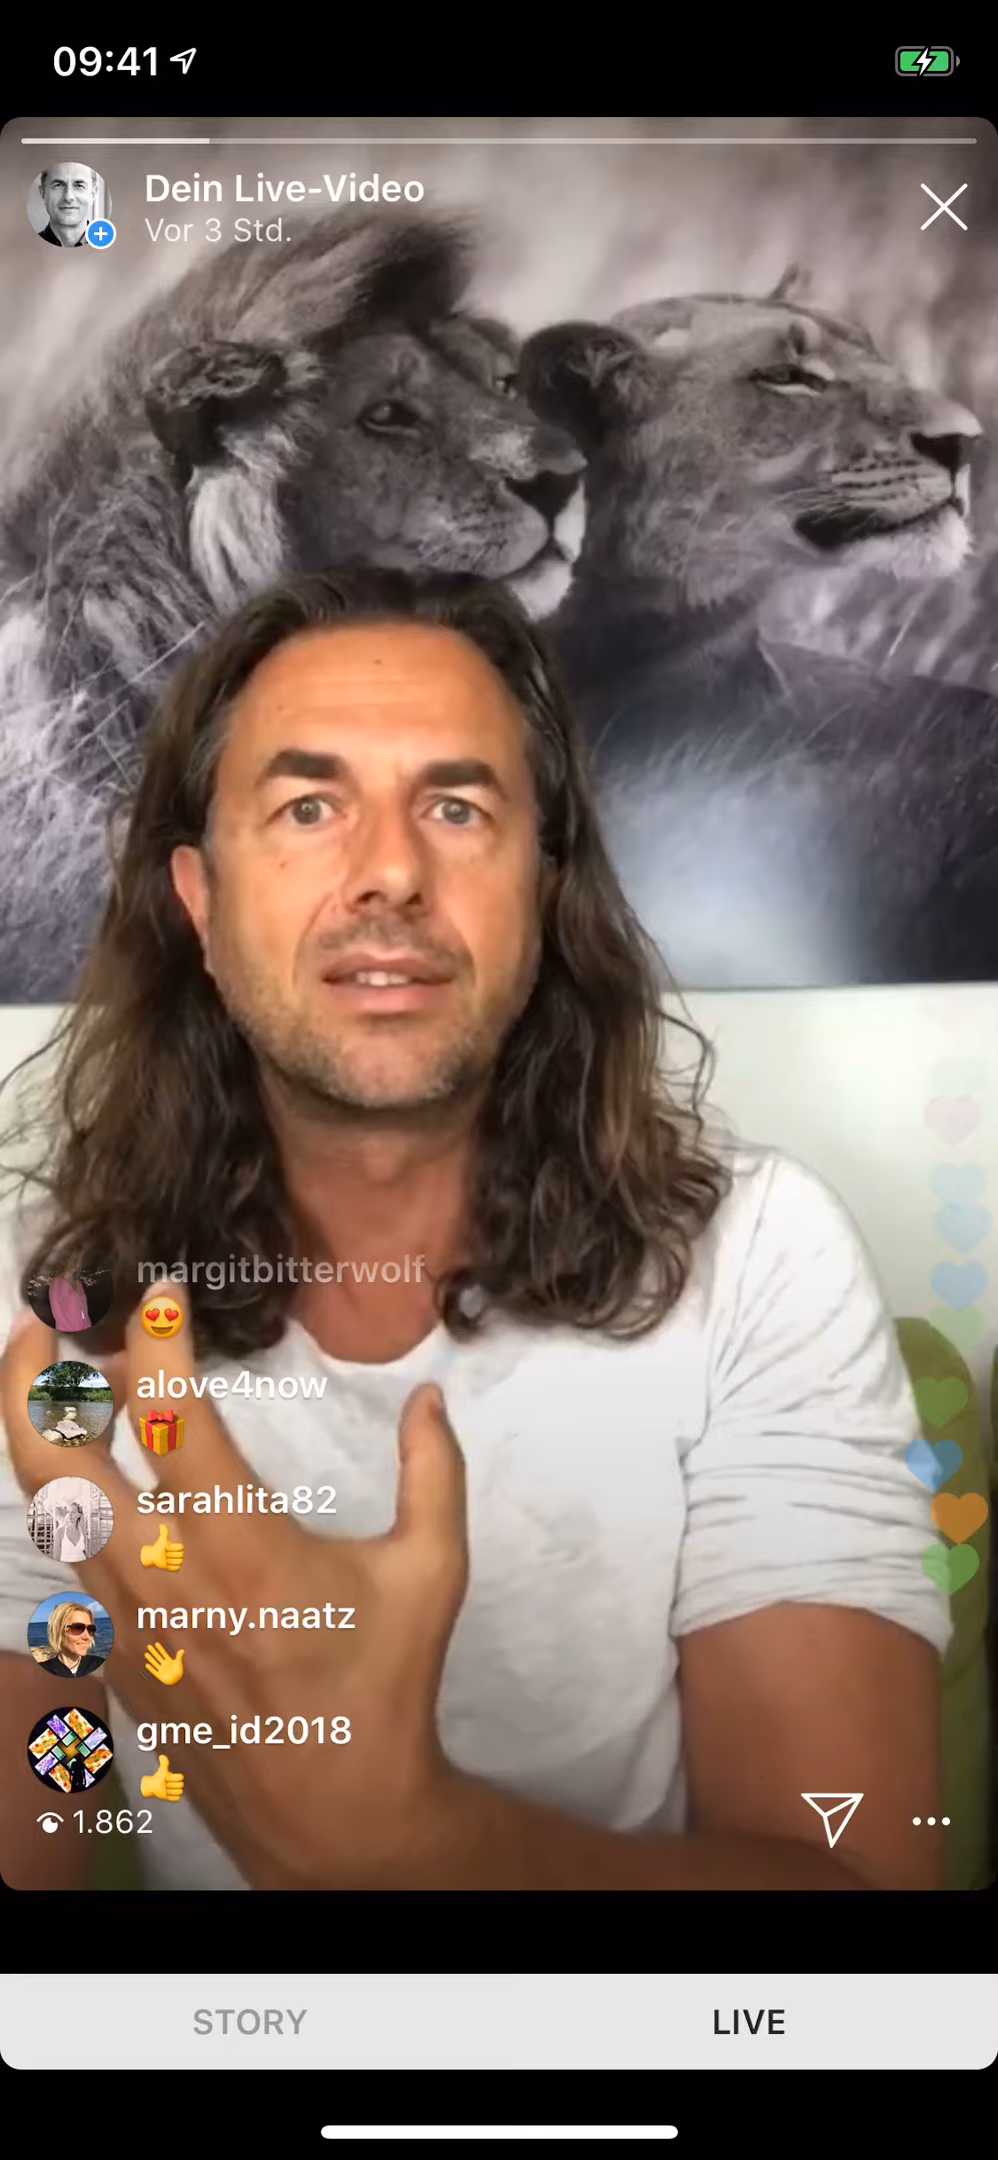 09:41
Dein Live-Video
Vor 3 Std.
margitbitterwolf
😍
alove4now
🎁
sarahlita82
👍
marny.naatz
👋
gme_id2018
👍
1.862
STORY
LIVE